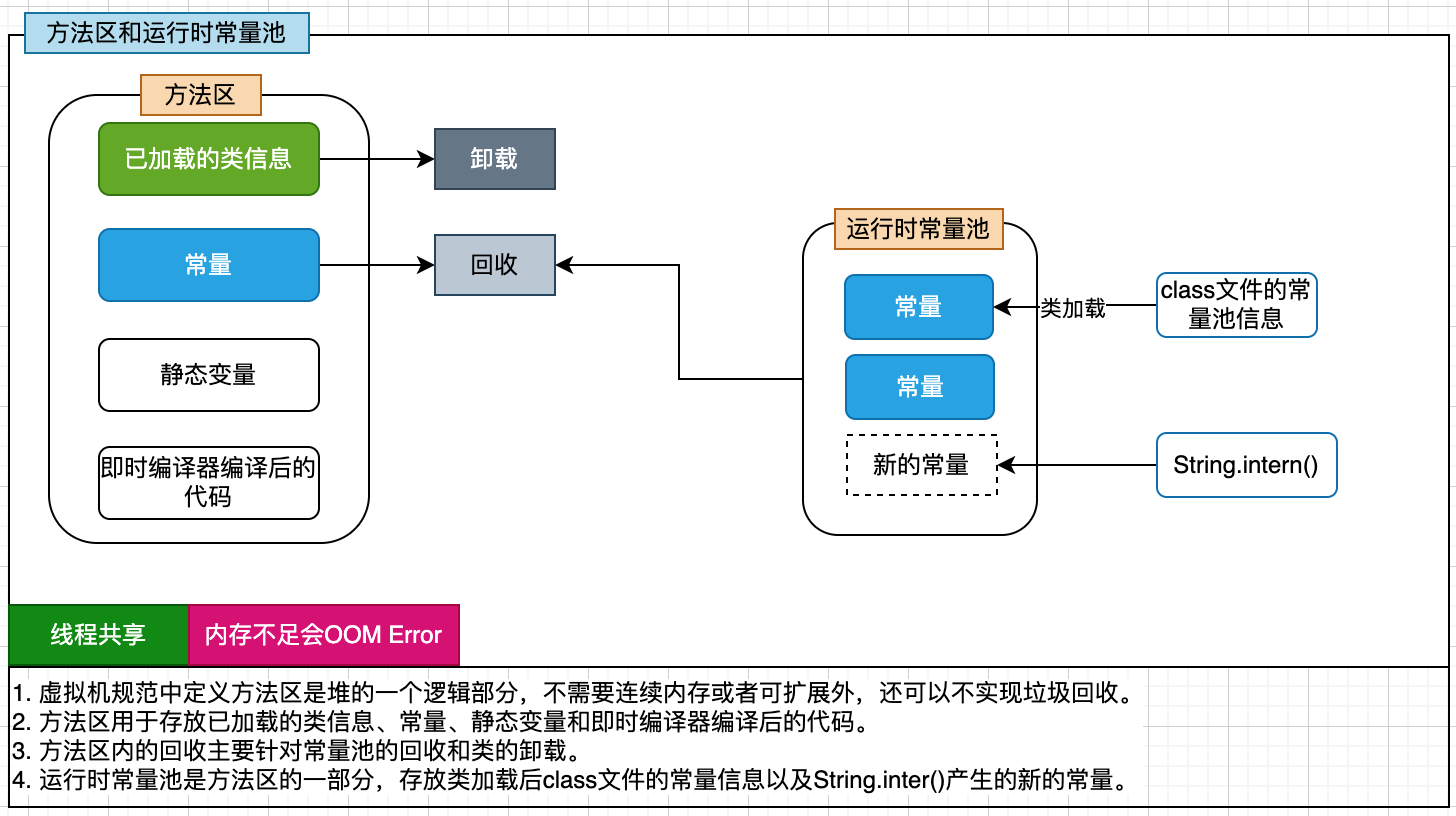 方法区和运行时常量池
方法区
已加载的类信息
卸载
常量
回收
静态变量
即时编译器编译后的
代码
运行时常量池
常量
类加载
class文件的常
量池信息
常量
新的常量
String.intern()
线程共享
内存不足会OOM Error
1. 虚拟机规范中定义方法区是堆的一个逻辑部分，不需要连续内存或者可扩展外，还可以不实现垃圾回收。
2. 方法区用于存放已加载的类信息、常量、静态变量和即时编译器编译后的代码。
3. 方法区内的回收主要针对常量池的回收和类的卸载。
4. 运行时常量池是方法区的一部分，存放类加载后class文件的常量信息以及String.inter()产生的新的常量。